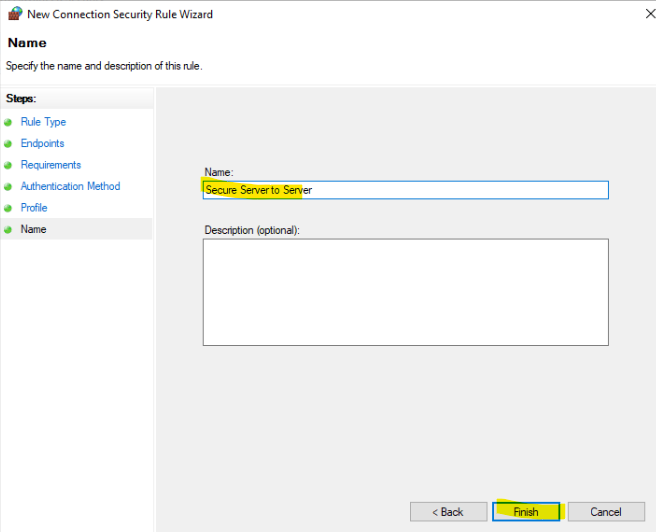 New Connection Security Rule Wizard
Name
Specify the name and description of this rule.
Steps:
Rule Type
Endpoints
Requirements
Authentication Method
Profile
Name
Name:
Secure Server to Server
Description (optional):
< Back
Finish
Cancel